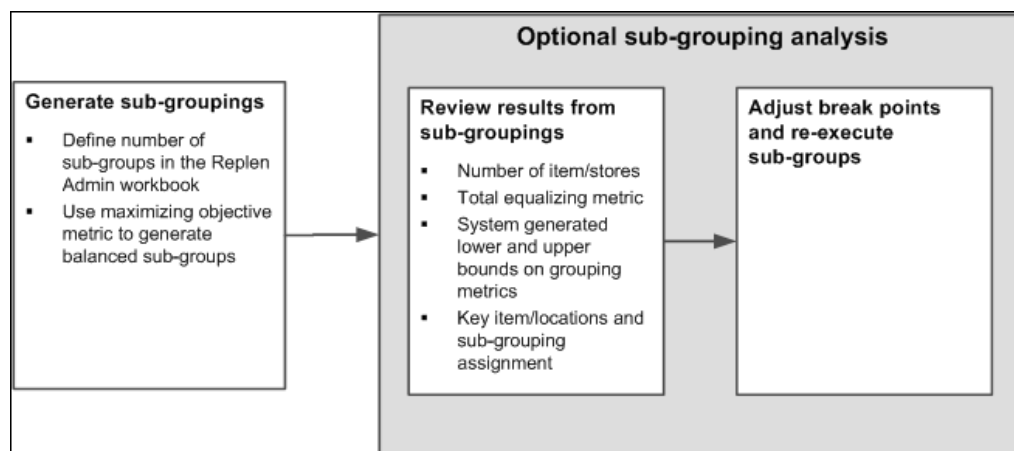 Optional sub-grouping analysis
Generate sub-groupings
▪ Define number of
sub-groups in the Replen
Admin workbook
▪ Use maximizing objective
metric to generate
balanced sub-groups
Review results from
sub-groupings
▪ Number of item/stores
▪ Total equalizing metric
▪ System generated
lower and upper
bounds on grouping
metrics
▪ Key item/locations and
sub-grouping
assignment
Adjust break points
and re-execute
sub-groups